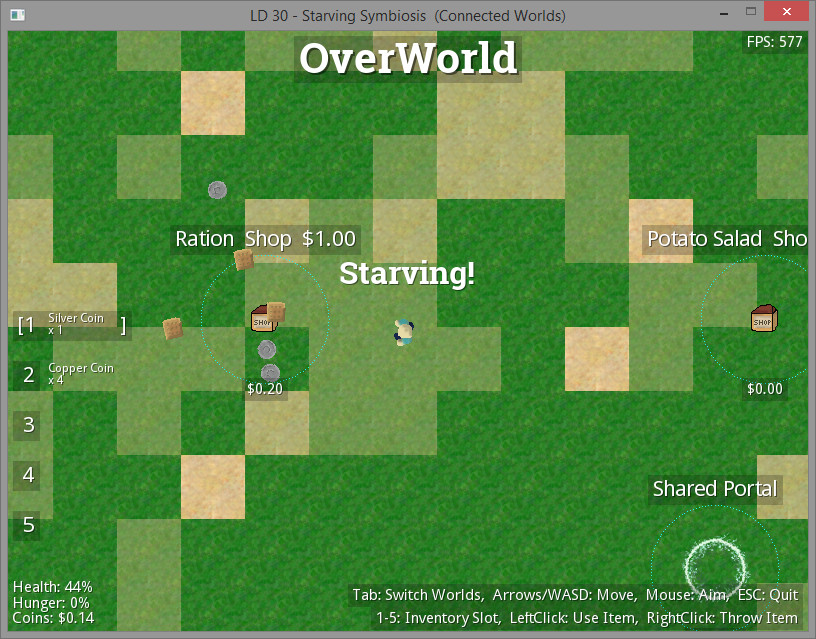 LD 30 - Starving Symbiosis (Connected Worlds)
FPS: 577
OverWorld
Ration Shop $1.00
Potato Salad Sho
Starving!
[1 Silver Coin x 1 ]
SHOP
SHOP
2 Copper Coin x 4
$0.20
$0.00
3
4
5
Shared Portal
Health: 44%
Hunger: 0%
Coins: $0.14
Tab: Switch Worlds, Arrows/WASD: Move, Mouse: Aim, ESC: Quit
1-5: Inventory Slot, LeftClick: Use Item, RightClick: Throw Item